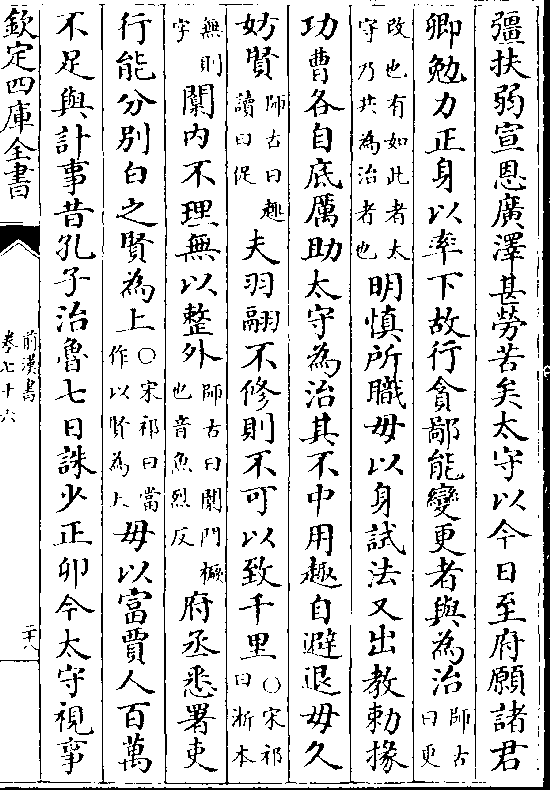 彊扶弱宣恩廣澤甚勞苦矣太守以今日至府願諸君
卿勉力正身以率下故行貪鄙能變更者與為治師古曰更
改也有如此者太守乃共為治者也明慎所職毋以身試法又出教勅掾
功曹各自底厲助太守為治其不中用趣自避退毋久
妨賢師古曰趣讀曰促夫羽翮不修則不可以致千里○宋祁曰浙本
無則字闑内不理無以整外師古曰闑門橛也音魚烈反府丞悉署吏
行能分別白之賢為上○宋祁曰當作以賢為上毋以富賈人百萬
不足與計事昔孔子治魯七日誅少正卯今太守視事
欽定四庫全書
前漢書
卷七十六
二十八